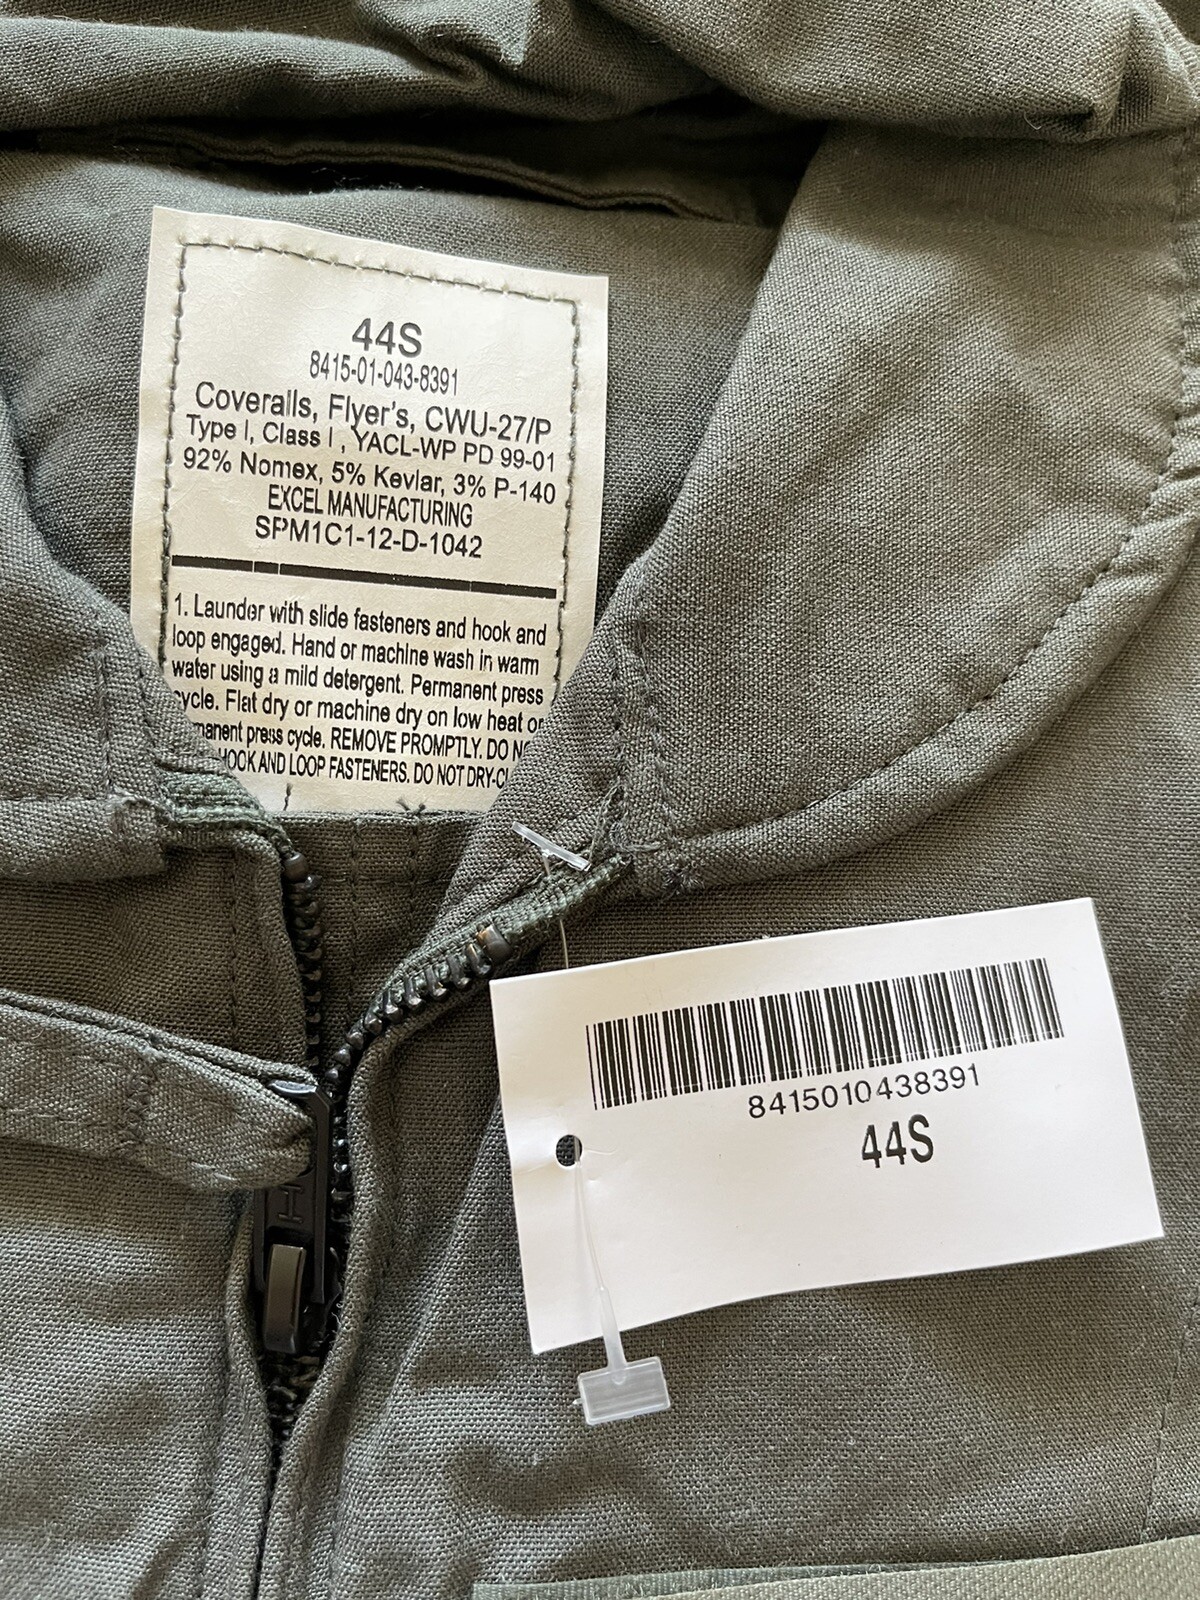 44S
8415-01-043-8391
Coveralls, Flyer's, CWU-27/P
Type I, Class I , YACL-WP PD 99-01
92% Nomex, 5% Kevlar, 3% P-140
EXCEL MANUFACTURING
SPM1C1-12-D-1042
1. Launder with slide fasteners and hook and
loop engaged. Hand or machine wash in warm
water using a mild detergent. Permanent press
cycle. Flat dry or machine dry on low heat or
press cycle. REMOVE PROMPTLY. DO
HOOK AND LOOP FASTENERS. DO NOT
8415010438391
44S